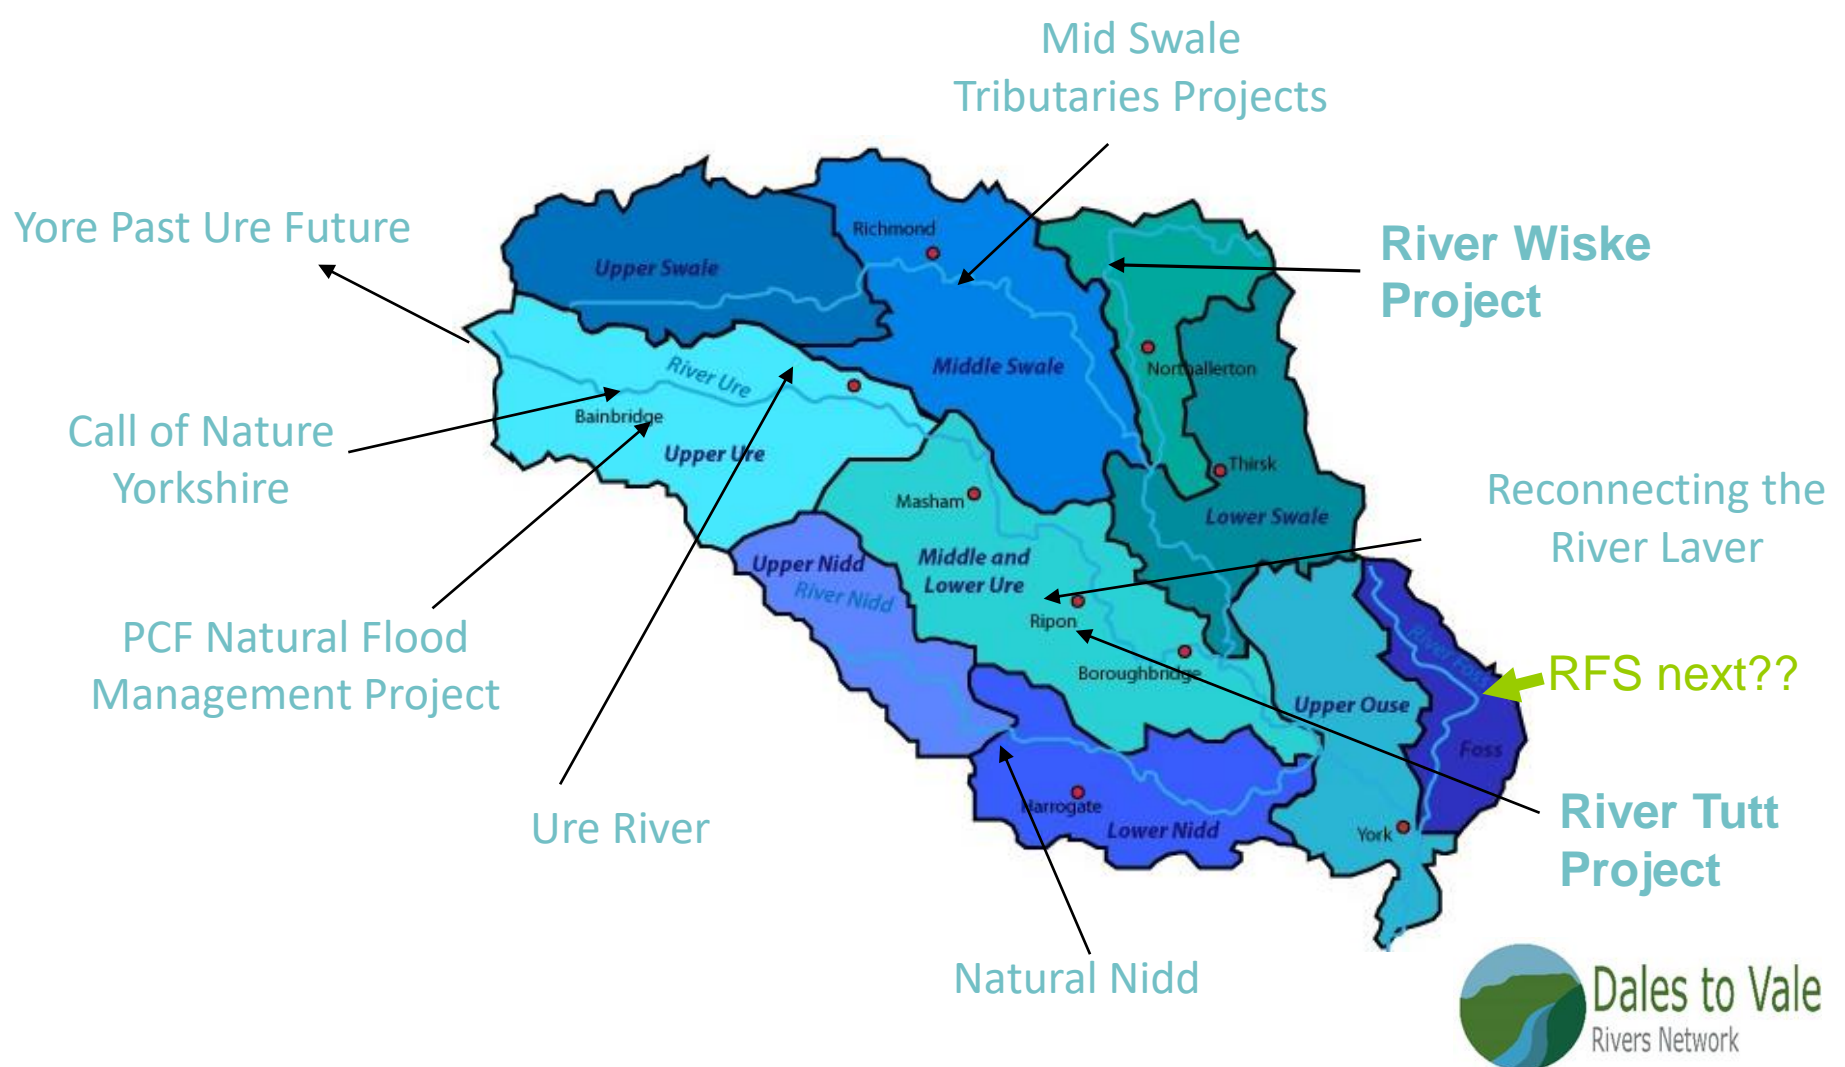 Mid Swale
Tributaries Projects
Yore Past Ure Future
Richmond
River Wiske
Project
Upper Swale
River Ure
Middle Swale
Northallerton
Call of Nature
Yorkshire
Bainbridge
Upper Ure
Thirsk
Masham
Lower Swale
Reconnecting the
River Laver
Upper Nidd
River Nidd
Middle and
Lower Ure
Ripon
PCF Natural Flood
Management Project
Boroughbridge
River Foss
RFS next??
Upper Ouse
Foss
Ure River
Harrogate
Lower Nidd
York
River Tutt
Project
Natural Nidd
Dales to Vale
Rivers Network